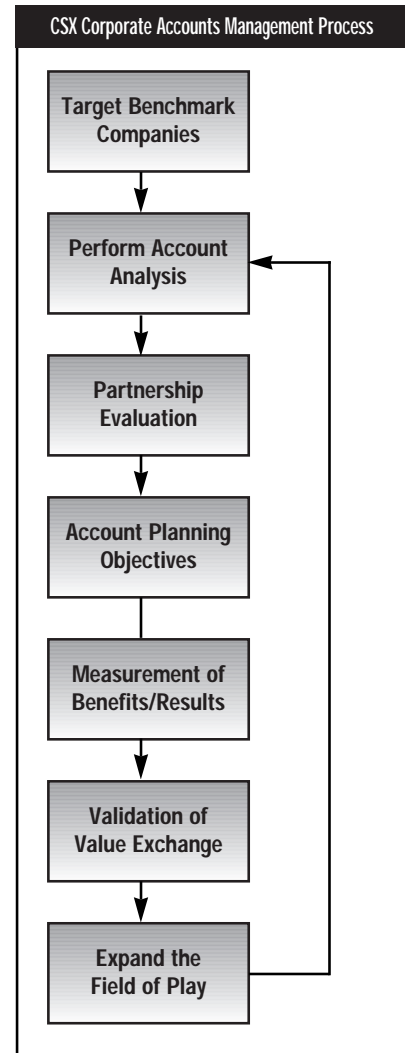 CSX Corporate Accounts Management Process
Target Benchmark
Companies
Perform Account
Analysis
Partnership
Evaluation
Account Planning
Objectives
Measurement of
Benefits/Results
Validation of
Value Exchange
Expand the
Field of Play